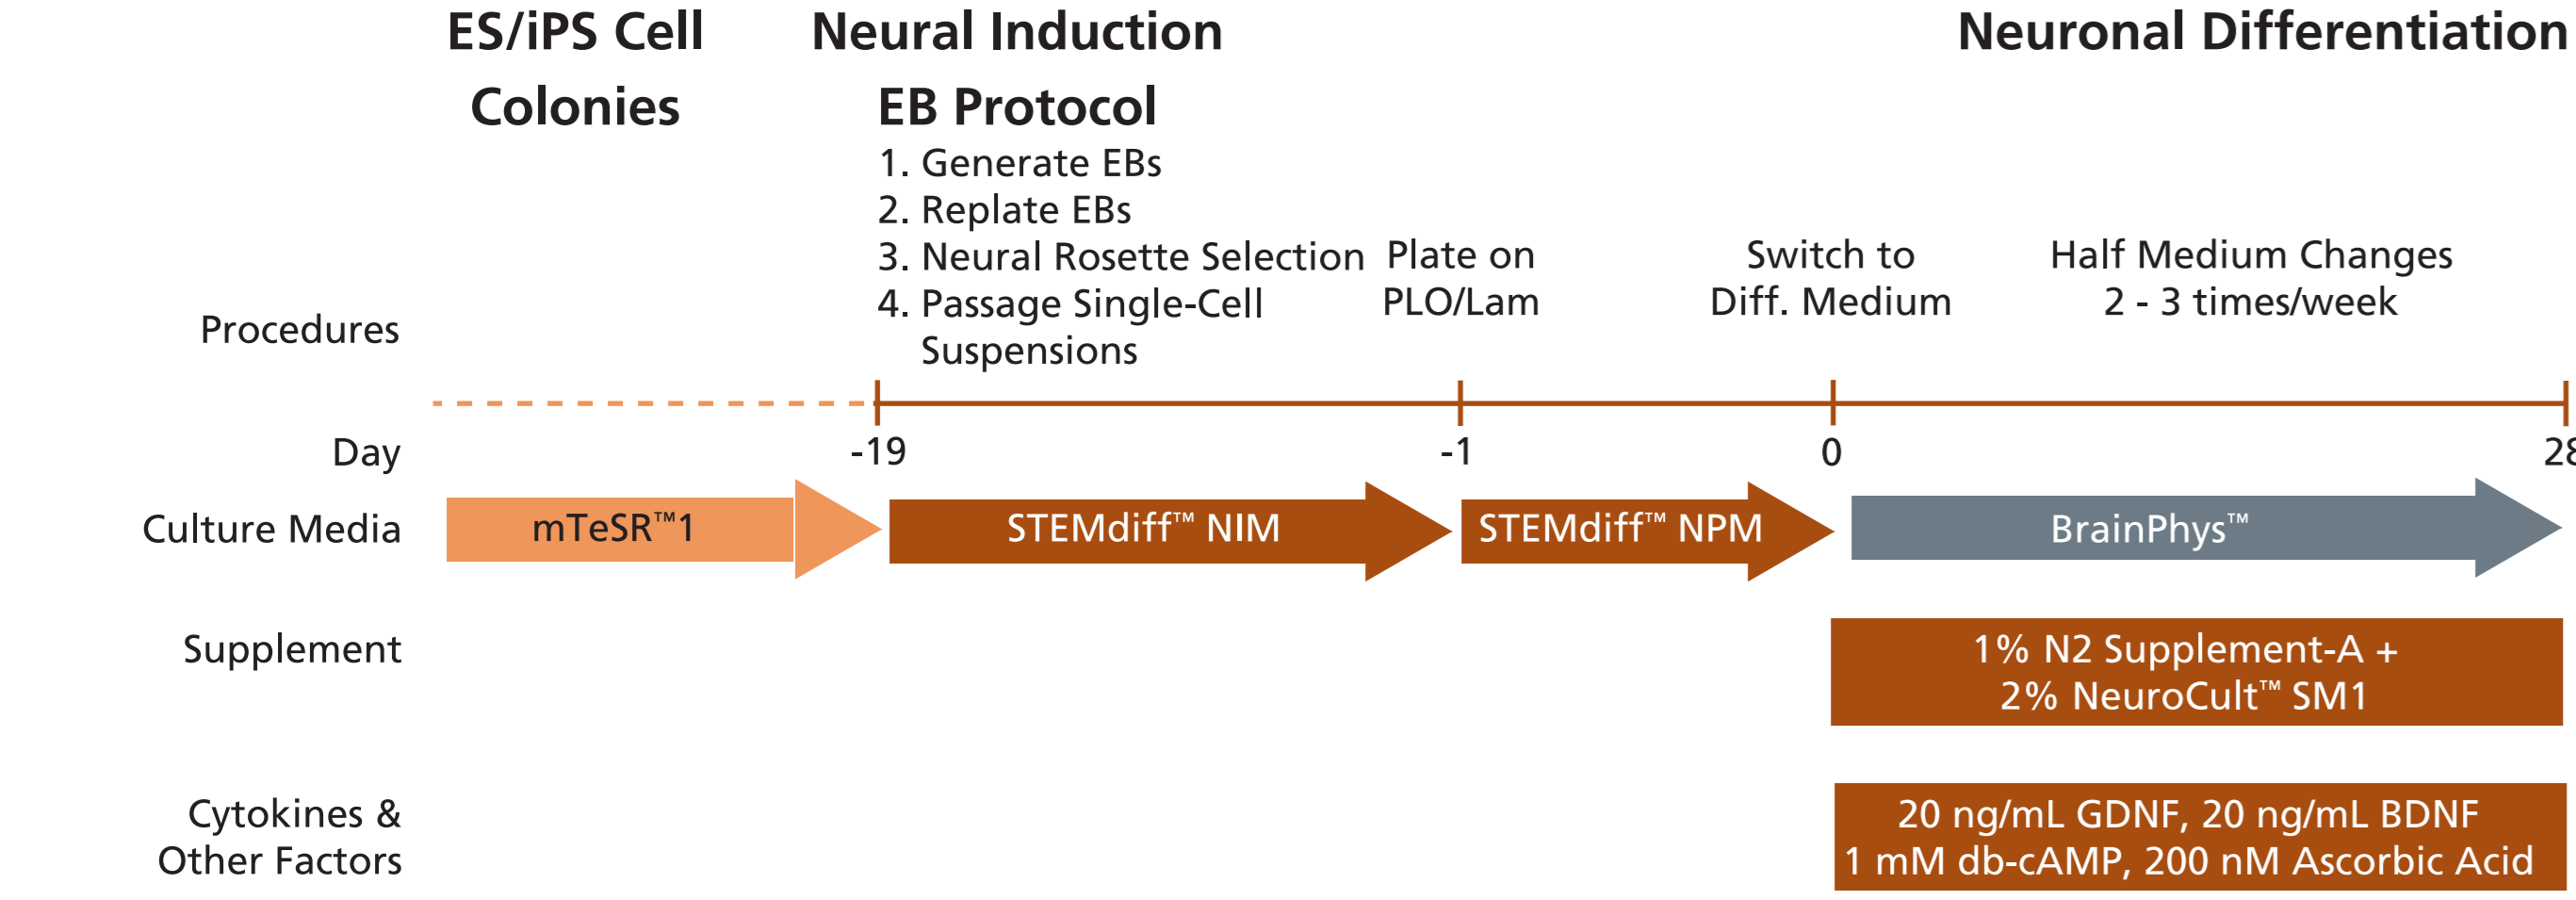 ES/iPS Cell
Colonies
Neural Induction
EB Protocol
1. Generate EBs
2. Replate EBs
3. Neural Rosette Selection
4. Passage Single-Cell
Suspensions
Plate on
PLO/Lam
Switch to
Diff. Medium
Neuronal Differentiation
Half Medium Changes
2 - 3 times/week
Procedures
Day
-19
-1
0
28
Culture Media
mTeSR™1
STEMdiff™ NIM
STEMdiff™ NPM
BrainPhys™
Supplement
1% N2 Supplement-A +
2% NeuroCult™ SM1
Cytokines &
Other Factors
20 ng/mL GDNF, 20 ng/mL BDNF
1 mM db-cAMP, 200 nM Ascorbic Acid